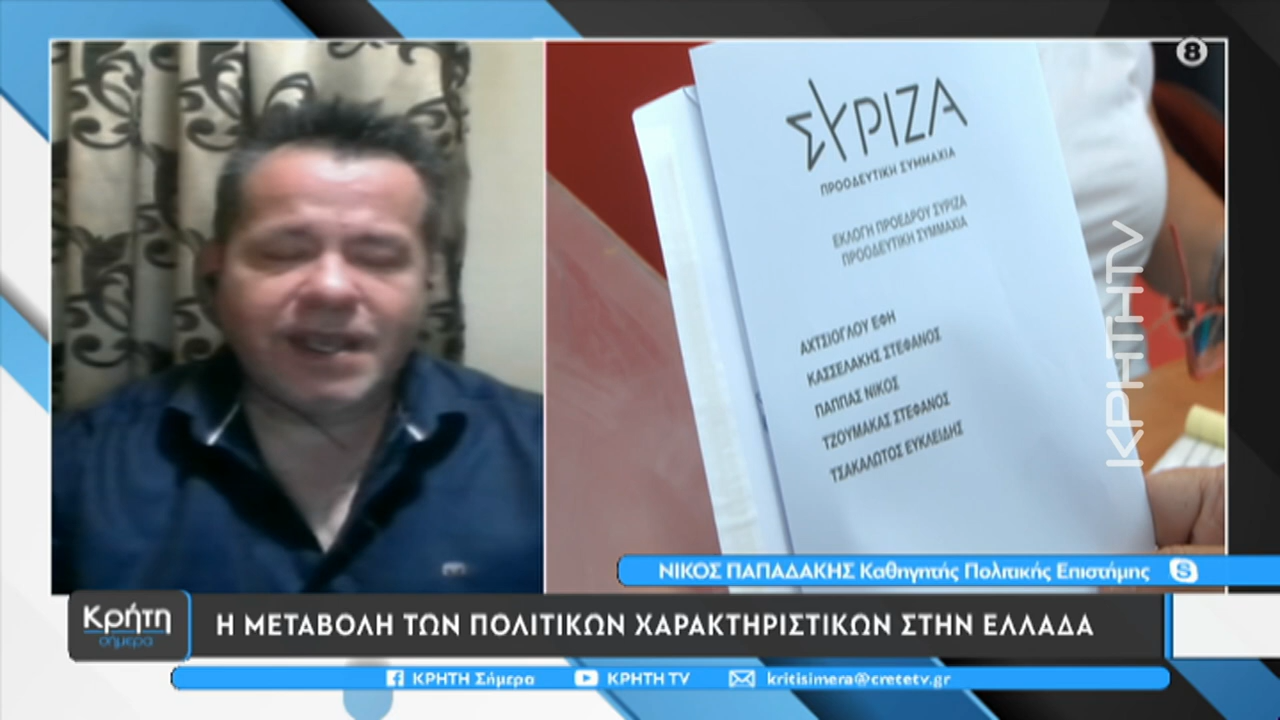 8
ΣΥΡΙΖΑ
ΠΡΟΟΔΕΥΤΙΚΗ ΣΥΜΜΑΧΙΑ
ΕΚΛΟΓΗ ΠΡΟΕΔΡΟΥ ΣΥΡΙΖΑ
ΠΡΟΟΔΕΥΤΙΚΗ ΣΥΜΜΑΧΙΑ
ΑΧΤΣΙΟΓΛΟΥ ΕΦΗ
ΚΑΣΣΕΛΑΚΗΣ ΣΤΕΦΑΝΟΣ
ΠΑΠΠΑΣ ΝΙΚΟΣ
ΤΖΟΥΜΑΚΑΣ ΣΤΕΦΑΝΟΣ
ΤΣΑΚΑΛΩΤΟΣ ΕΥΚΛΕΙΔΗΣ
ΚΡΗΤΗTV
ΝΙΚΟΣ ΠΑΠΑΔΑΚΗΣ Καθηγητής Πολιτικής Επιστήμης
Κρήτη
σήμερα
Η ΜΕΤΑΒΟΛΗ ΤΩΝ ΠΟΛΙΤΙΚΩΝ ΧΑΡΑΚΤΗΡΙΣΤΙΚΩΝ ΣΤΗΝ ΕΛΛΑΔΑ
ΚΡΗΤΗ Σήμερα ΚΡΗΤΗ TV kritisimera@cretetv.gr